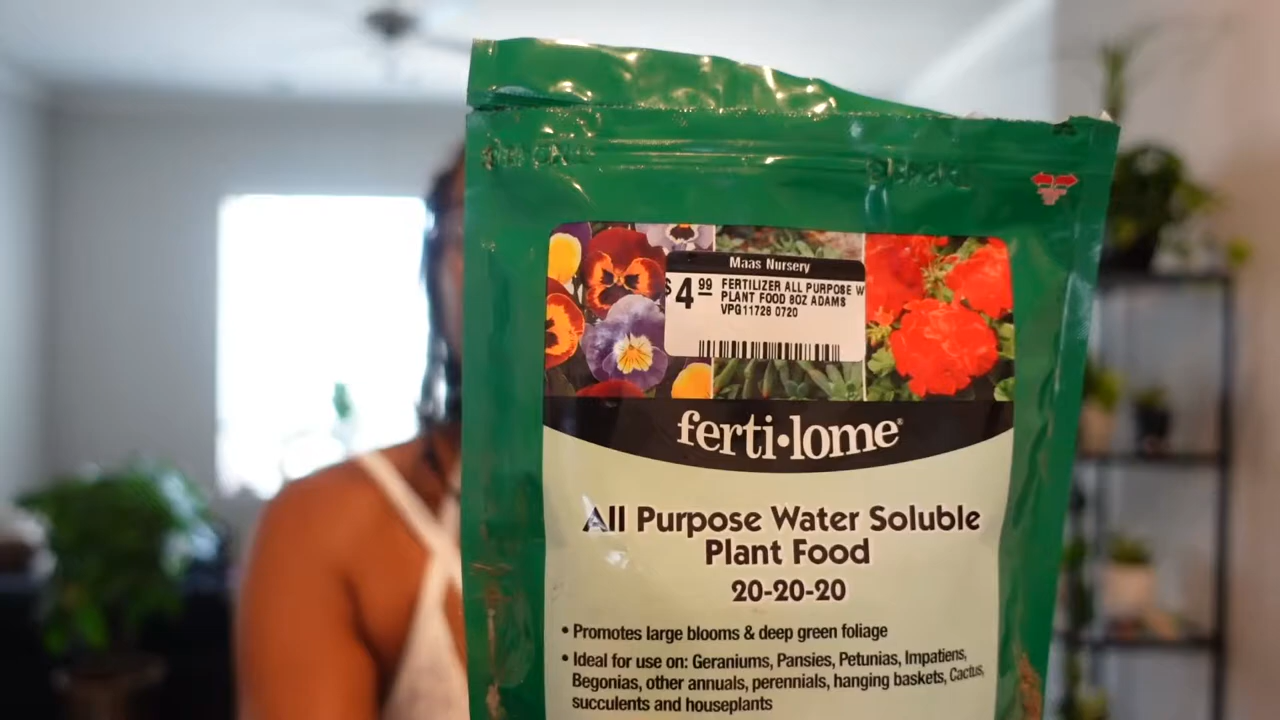 Maas Nursery
$4.99 FERTILIZER ALL PURPOSE W
PLANT FOOD 8OZ ADAMS
VPG11728 0720
ferti•lome®
All Purpose Water Soluble
Plant Food
20-20-20
• Promotes large blooms & deep green foliage
• Ideal for use on: Geraniums, Pansies, Petunias, Impatiens,
Begonias, other annuals, perennials, hanging baskets, Cactus,
succulents and houseplants